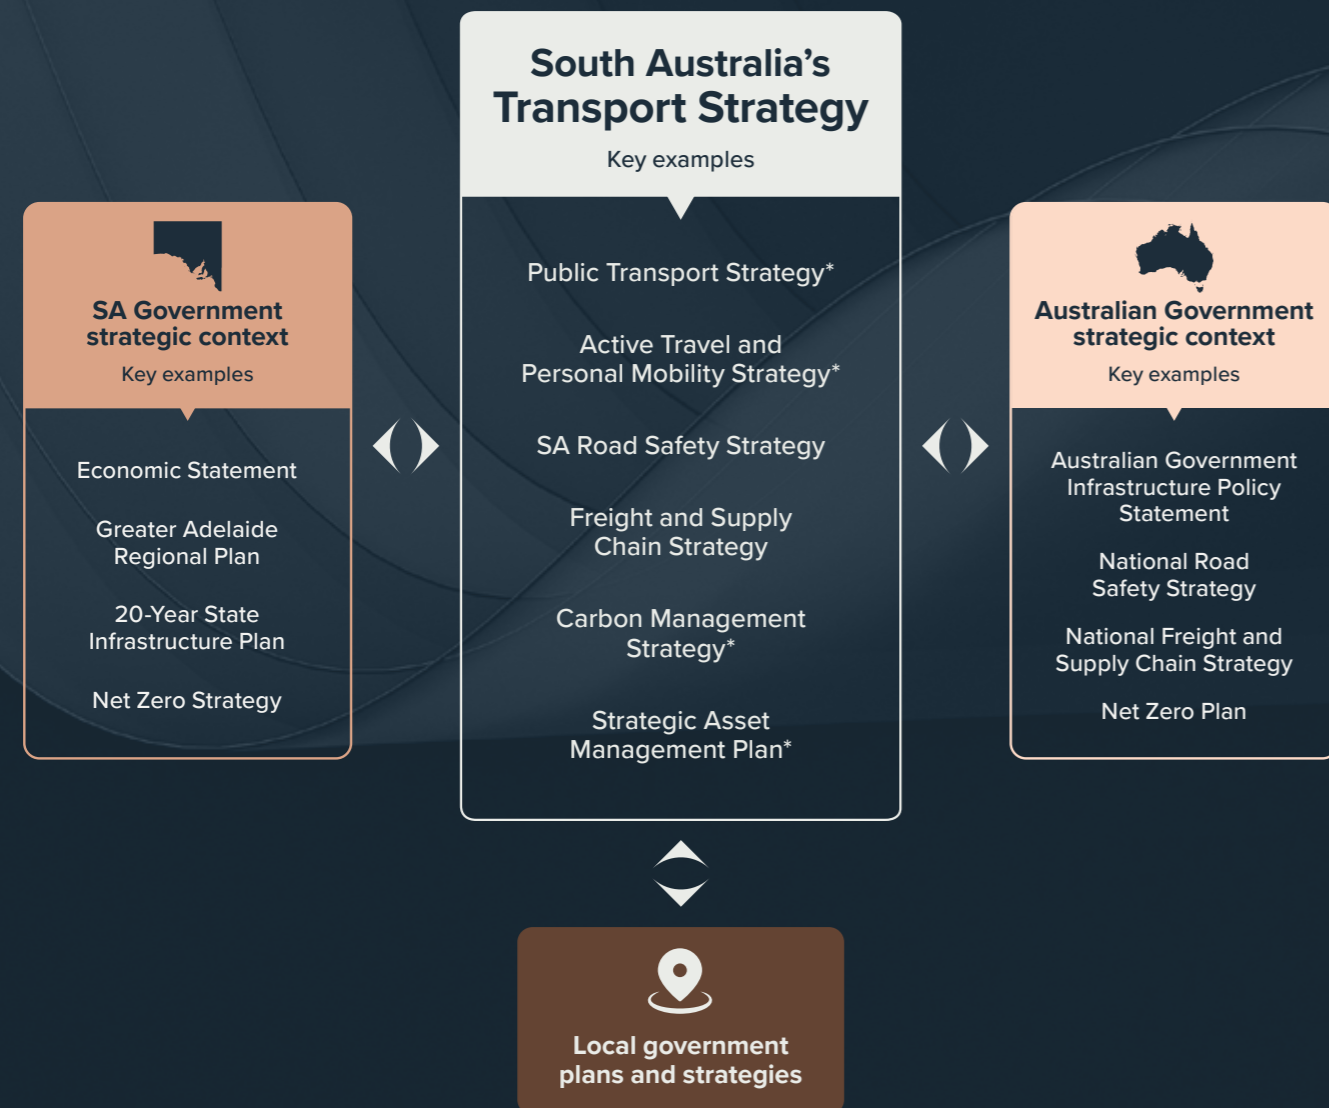 South Australia’s
Transport Strategy
Key examples
Public Transport Strategy*
Active Travel and
Personal Mobility Strategy*
SA Road Safety Strategy
Freight and Supply
Chain Strategy
Carbon Management
Strategy*
Strategic Asset
Management Plan*
SA Government
strategic context
Key examples
Economic Statement
Greater Adelaide
Regional Plan
20-Year State
Infrastructure Plan
Net Zero Strategy
Australian Government
strategic context
Key examples
Australian Government
Infrastructure Policy
Statement
National Road
Safety Strategy
National Freight and
Supply Chain Strategy
Net Zero Plan
Local government
plans and strategies